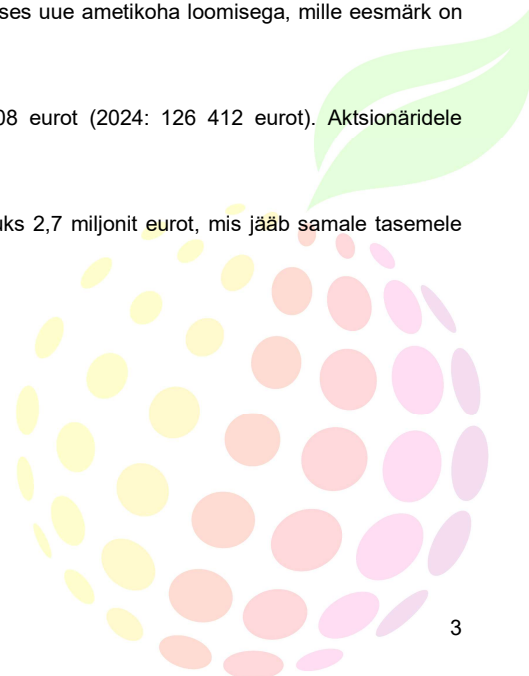 ses uue ametikoha loomisega, mille eesmärk on
08 eurot (2024: 126 412 eurot). Aktsionäridele
uks 2,7 miljonit eurot, mis jääb samale tasemele
3